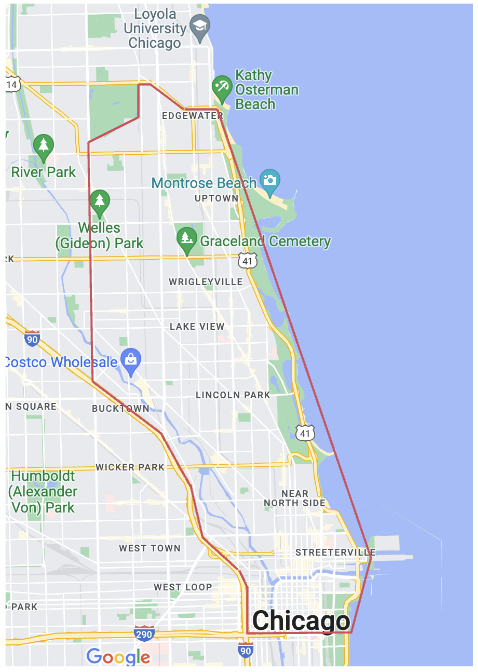 Loyola
University
Chicago
14
Kathy
Osterman
Beach
EDGEWATER
River Park
Montrose Beach
UPTOWN
Welles
(Gideon) Park
Graceland Cemetery
RK
41
WRIGLEYVILLE
LAKE VIEW
90
Costco Wholesale
LINCOLN PARK
N SQUARE
BUCKTOWN
41
WICKER PARK
Humboldt
(Alexander
Von) Park
NEAR
NORTH SIDE
WEST TOWN
STREETERVILLE
WEST LOOP
PARK
Chicago
290
90
Google